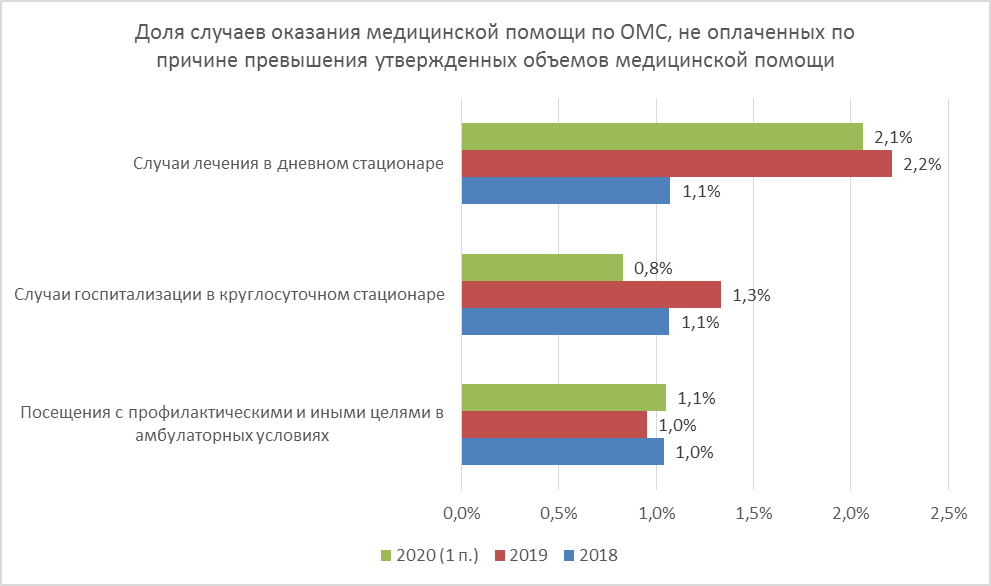 Доля случаев оказания медицинской помощи по ОМС, не оплаченных по
причине превышения утвержденных объемов медицинской помощи
Случаи лечения в дневном стационаре
2,1%
2,2%
1,1%
Случаи госпитализации в круглосуточном стационаре
0,8%
1,3%
1,1%
Посещения с профилактическими и иными целями в
амбулаторных условиях
1,1%
1,0%
1,0%
0,0% 0,5% 1,0% 1,5% 2,0% 2,5%
2020 (1 п.) 2019 2018